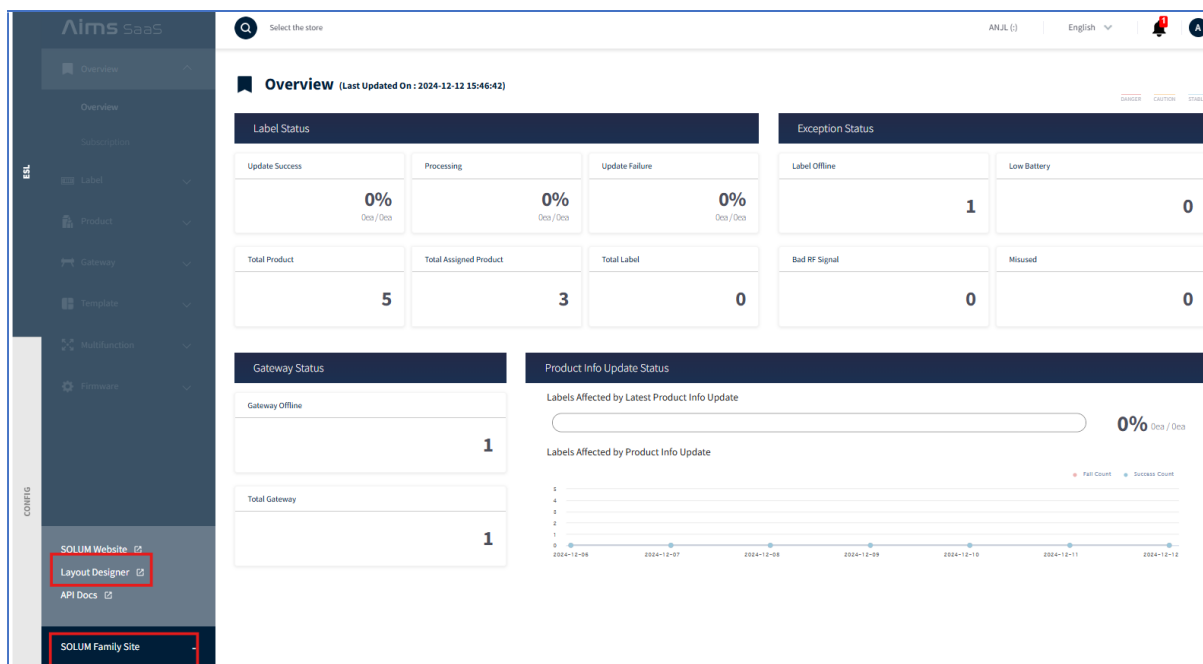 Aims SaaS
Select the store
ANJL (:)
English
1
A
Overview
Overview
Subscription
Label
Product
Gateway
Template
Multifunction
Firmware
ESL
CONFIG
SOLUM Website
Layout Designer
API Docs
SOLUM Family Site
Overview (Last Updated On : 2024-12-12 15:46:42)
DANGER CAUTION STABL
Label Status
Update Success
0%
0ea / 0ea
Processing
0%
0ea / 0ea
Update Failure
0%
0ea / 0ea
Total Product
5
Total Assigned Product
3
Total Label
0
Exception Status
Label Offline
1
Low Battery
0
Bad RF Signal
0
Misused
0
Gateway Status
Gateway Offline
1
Total Gateway
1
Product Info Update Status
Labels Affected by Latest Product Info Update
0% 0ea / 0ea
Labels Affected by Product Info Update
Fail Count Success Count
5
4
3
2
1
0
2024-12-06 2024-12-07 2024-12-08 2024-12-09 2024-12-10 2024-12-11 2024-12-12